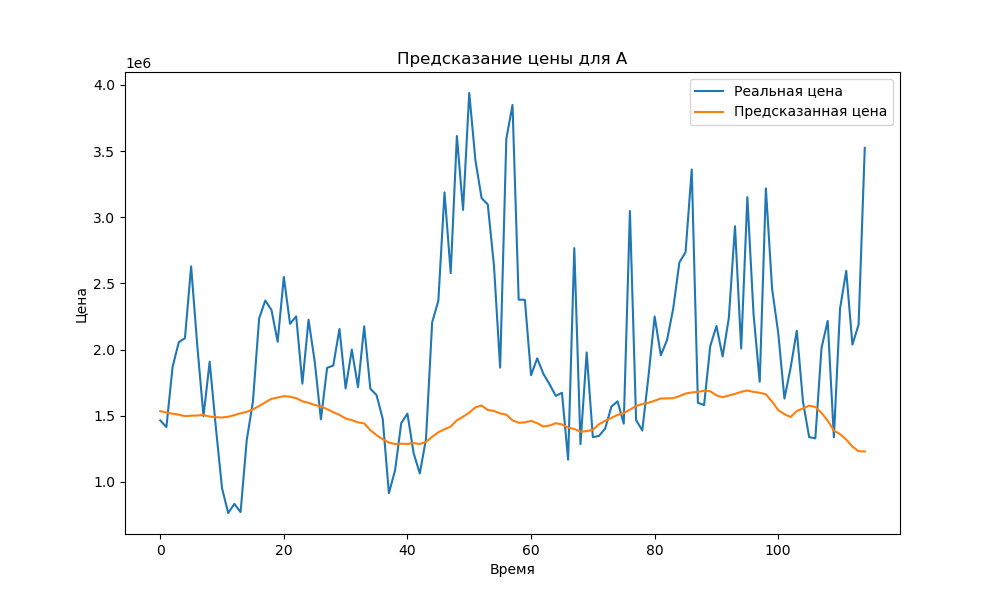 Предсказание цены для A
1e6
4.0
3.5
3.0
2.5
2.0
1.5
1.0
Цена
Реальная цена
Предсказанная цена
0 20 40 60 80 100
Время